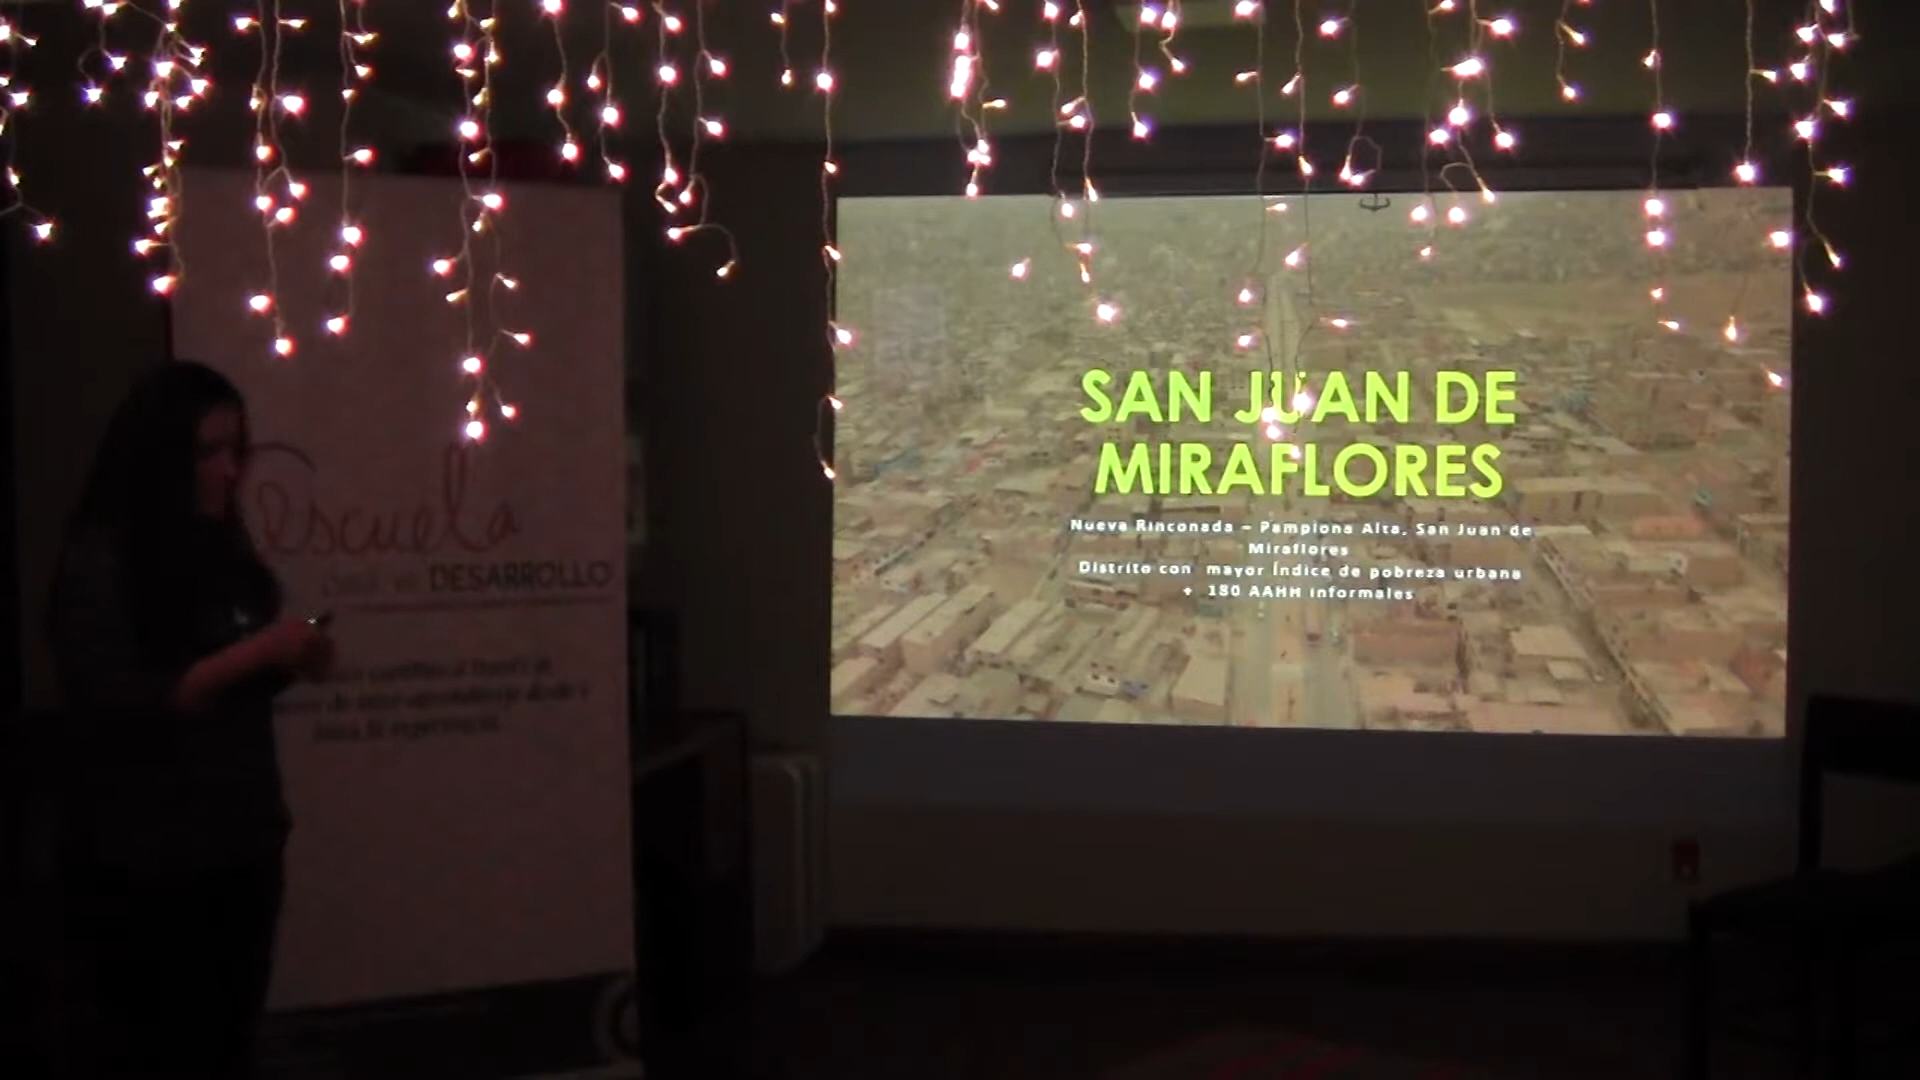 escuela
DESARROLLO
SAN JUAN DE
MIRAFLORES
Nueva Rinconada – Pamplona Alta, San Juan de
Miraflores
Distrito con mayor Índice de pobreza urbana
+ 180 AAHH informales